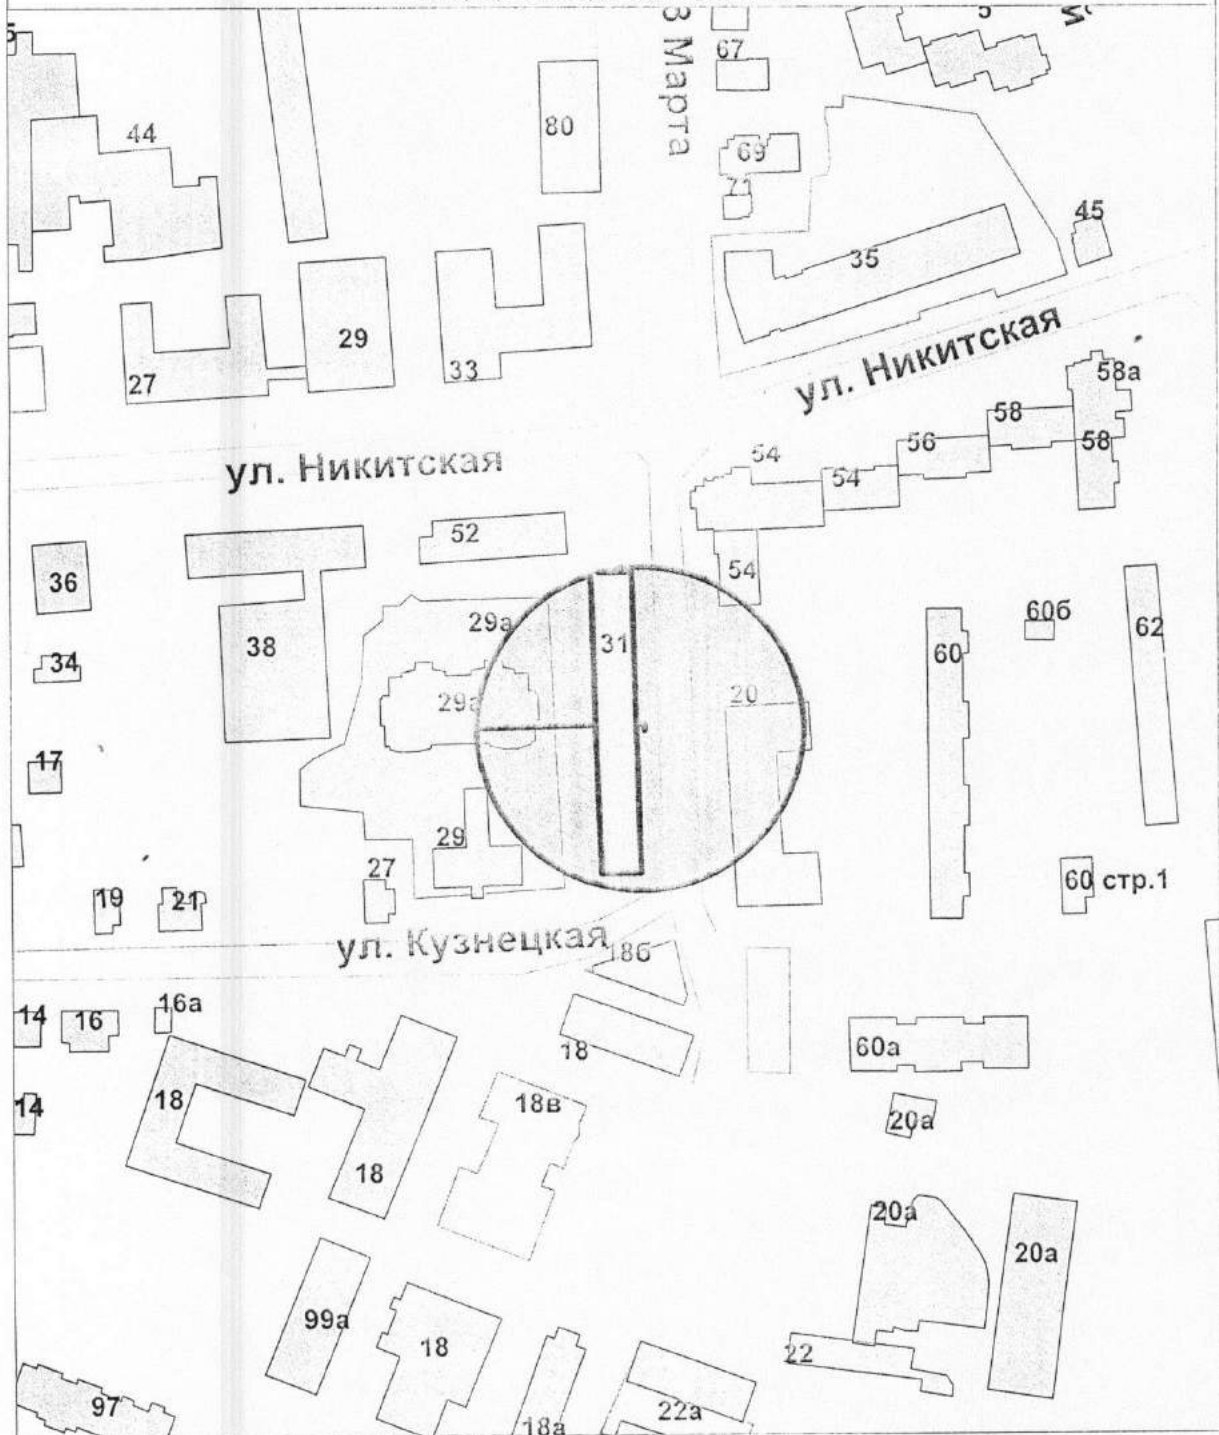 5
5
8 Марта
67
80
44
69
71
45
35
29
33
27
ул. Никитская
58а
58
58
56
54
54
ул. Никитская
52
36
54
60б
62
31
29а
38
60
34
29а
20
17
29
27
60 стр.1
19
21
ул. Кузнецкая
18б
14
16
16а
18
60а
18
14
18в
20а
18
20а
20а
99а
18
22
97
22а
18а